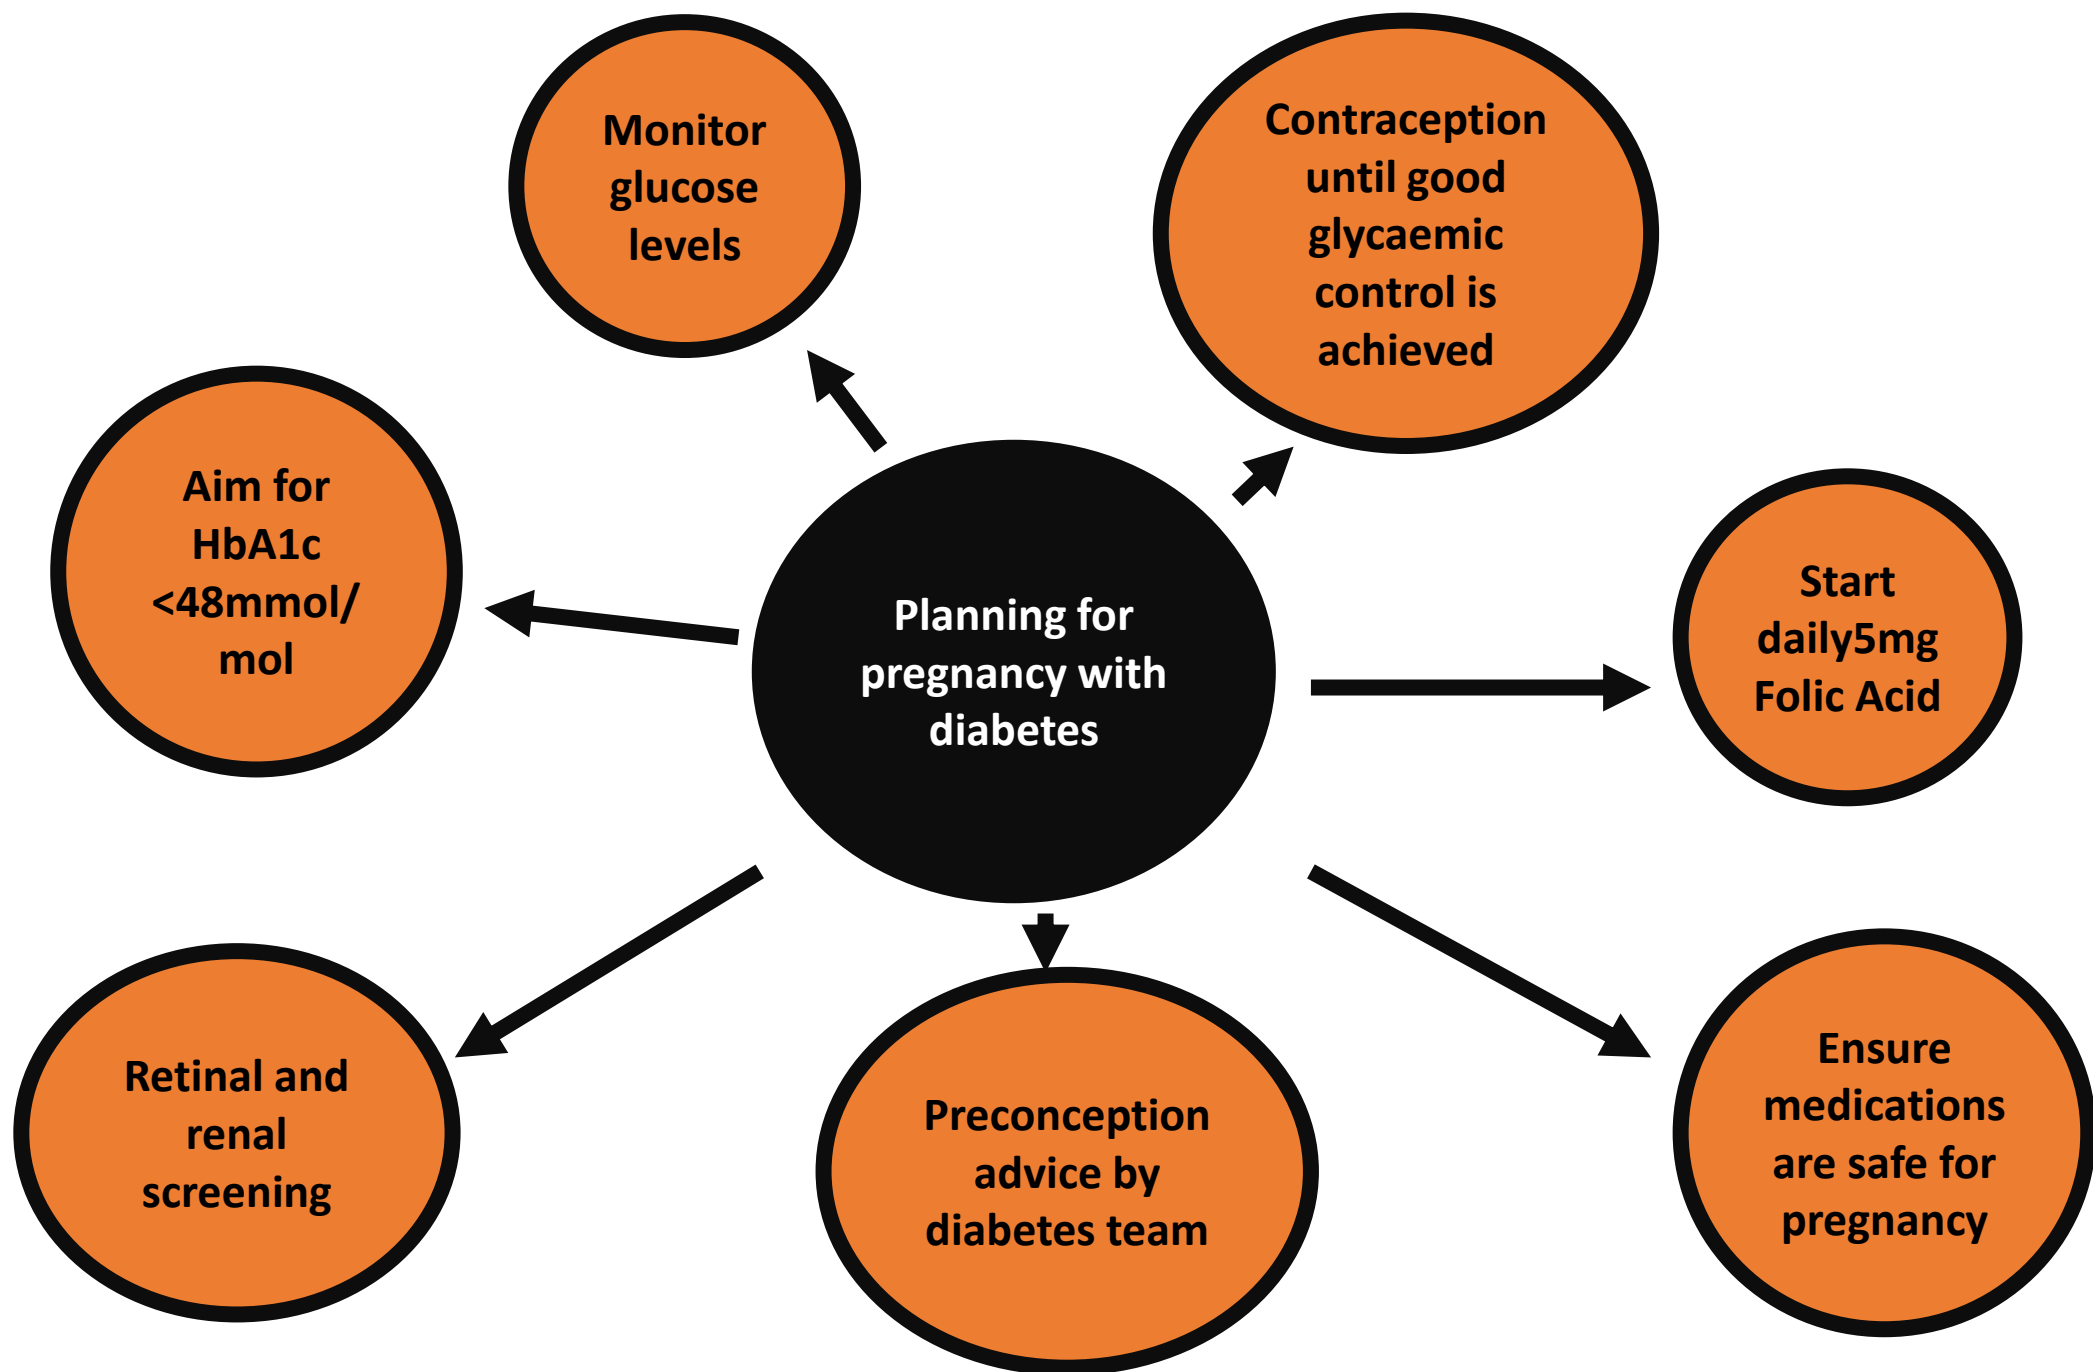 Monitor
glucose
levels
Contraception
until good
glycaemic
control is
achieved
Aim for
HbA1c
<48mmol/
mol
Planning for
pregnancy with
diabetes
Start
daily5mg
Folic Acid
Retinal and
renal
screening
Preconception
advice by
diabetes team
Ensure
medications
are safe for
pregnancy